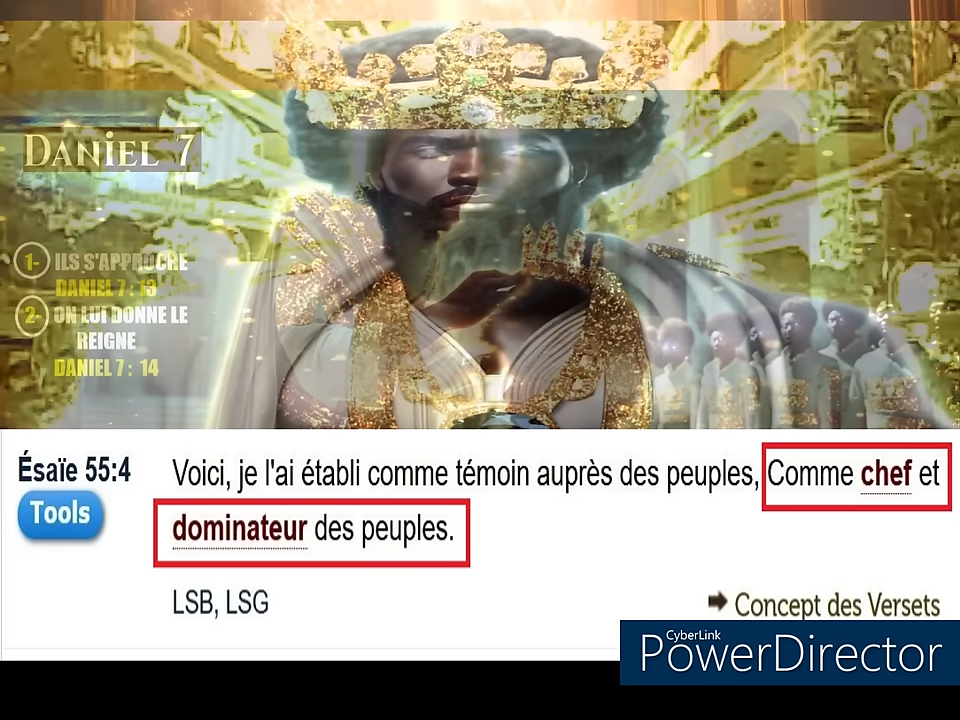 DANiEL 7
1- ILS S'APPROCHE
DANIEL 7 : 13
2- ON LUI DONNE LE
REIGNE
DANIEL 7 : 14
Ésaïe 55:4
Tools
Voici, je l'ai établi comme témoin auprès des peuples, Comme chef et
dominateur des peuples.
LSB, LSG
Concept des Versets
CyberLink
PowerDirector